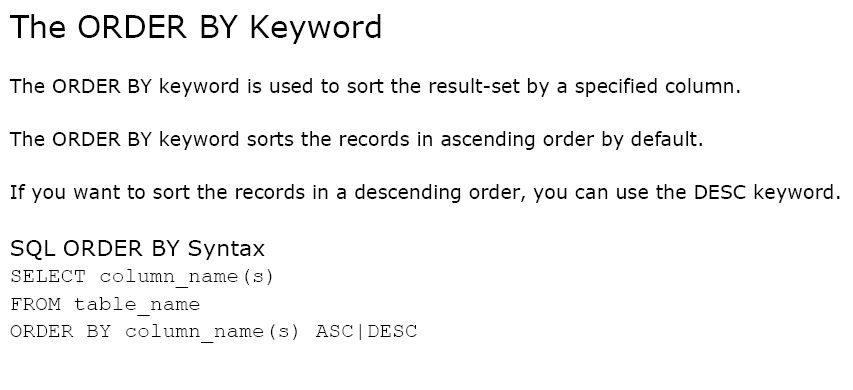 The ORDER BY Keyword
The ORDER BY keyword is used to sort the result-set by a specified column.
The ORDER BY keyword sorts the records in ascending order by default.
If you want to sort the records in a descending order, you can use the DESC keyword.
SQL ORDER BY Syntax
SELECT column_name(s)
FROM table_name
ORDER BY column_name(s) ASC|DESC